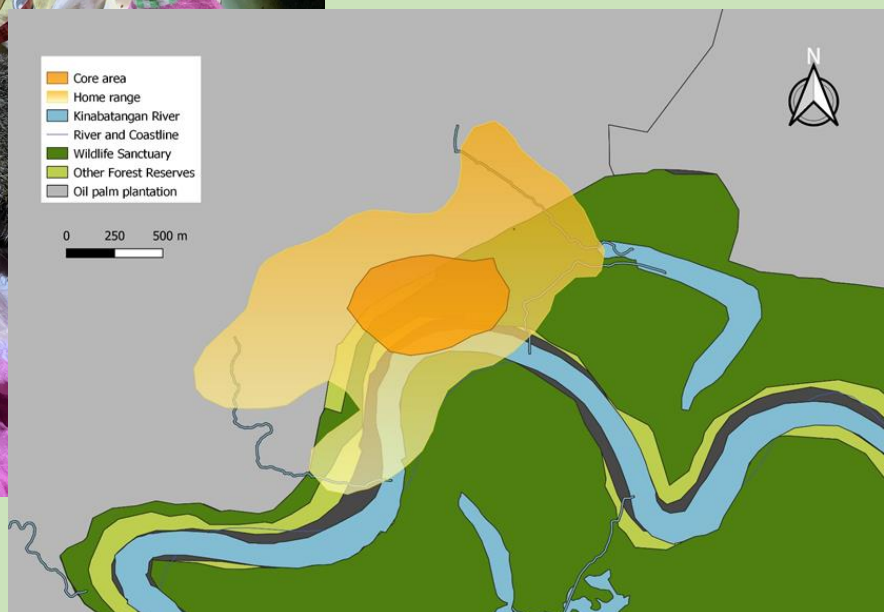 N
Core area
Home range
Kinabatangan River
River and Coastline
Wildlife Sanctuary
Other Forest Reserves
Oil palm plantation
0 250 500 m